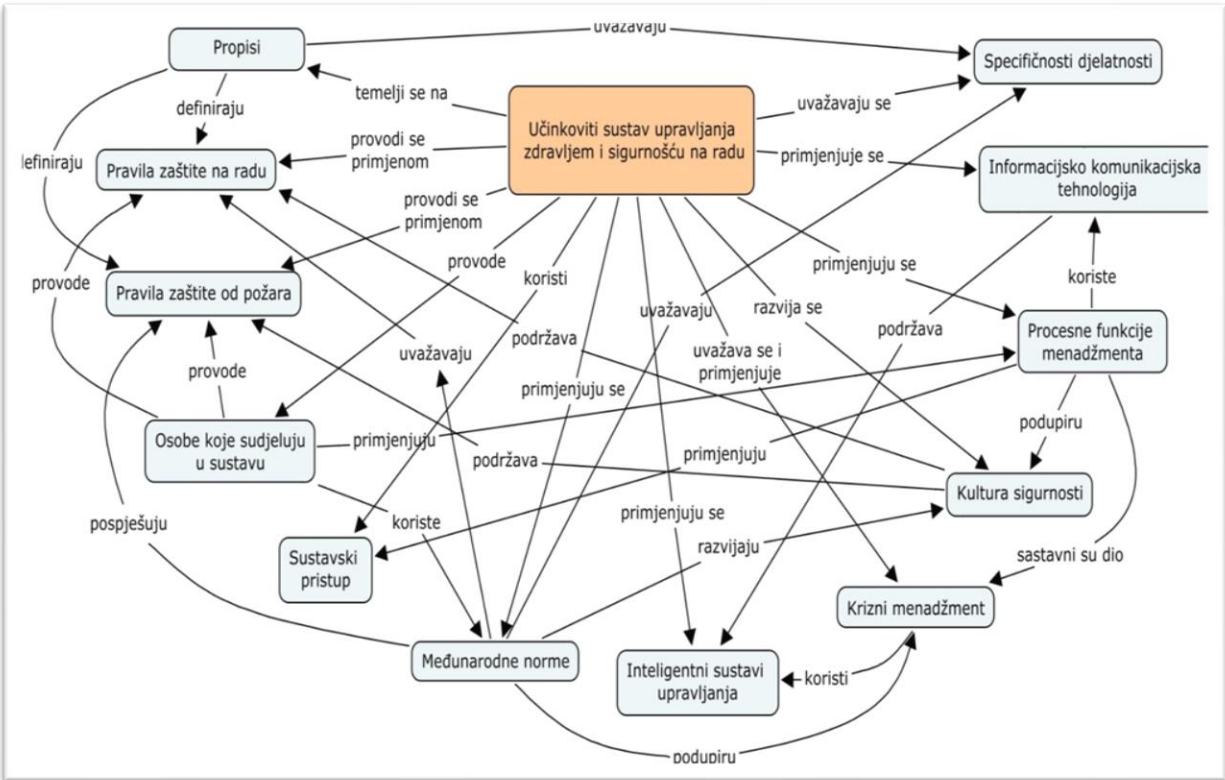 uvažavaju
Propisi
Specifičnosti djelatnosti
temelji se na
uvažavaju se
definiraju
Učinkoviti sustav upravljanja
zdravljem i sigurnošću na radu
provodi se
primjenom
primjenjuje se
Informacijsko komunikacijska
tehnologija
efiniraju
Pravila zaštite na radu
provodi se
primjenom
provode
koristi
primjenjuju se
koriste
provode
Pravila zaštite od požara
uvažavaju
razvija se
podržava
Procesne funkcije
menadžmenta
podržava
uvažavaju
uvažava se i
primjenjuje
provode
primjenjuju se
podupiru
Osobe koje sudjeluju
u sustavu
primjenjuju
podržava
primjenjuju
Kultura sigurnosti
pospješuju
koriste
primjenjuju se
razvijaju
sastavni su dio
Sustavski
pristup
Krizni menadžment
Međunarodne norme
Inteligentni sustavi
upravljanja
koristi
podupiru